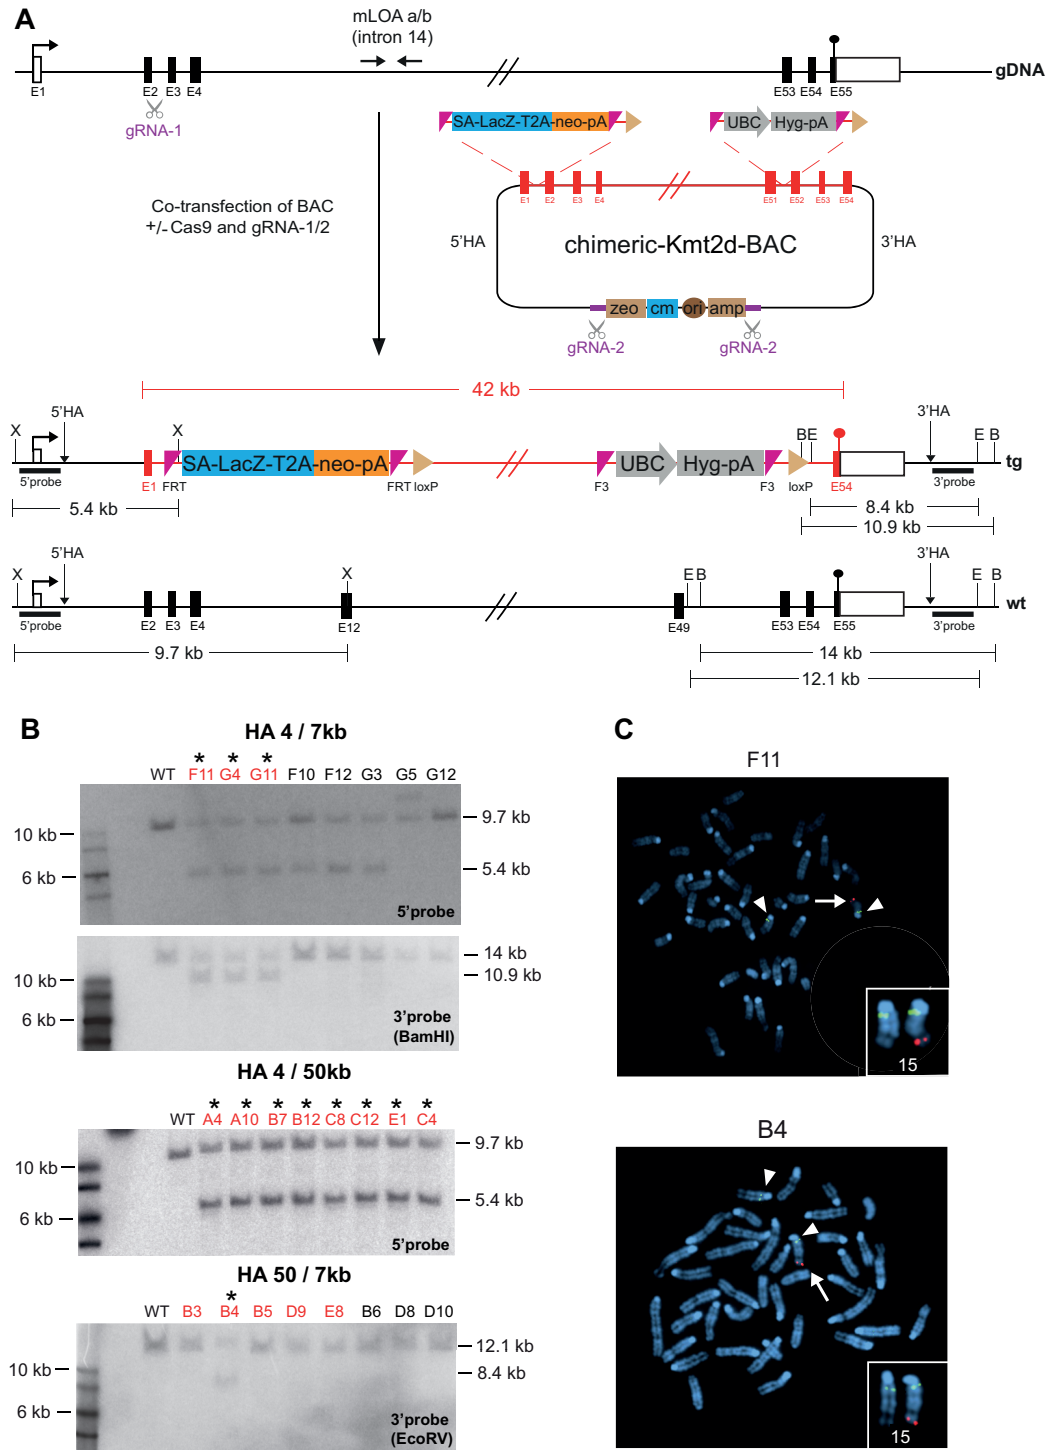 A
mLOA a/b
(intron 14)
gDNA
E1
E2
E3
E4
E53
E54
E55
gRNA-1
SA-LacZ-T2A-neo-pA
UBC
Hyg-pA
Co-transfection of BAC
+/- Cas9 and gRNA-1/2
E1
E2
E3
E4
E51
E52
E53
E54
5'HA
chimeric-Kmt2d-BAC
3'HA
zeo
cm
ori
amp
gRNA-2
gRNA-2
42 kb
X
5'HA
X
SA-LacZ-T2A-neo-pA
UBC
Hyg-pA
BE
3'HA
E
B
tg
5'probe
E1
FRT
FRT
loxP
F3
F3
loxP
E54
3'probe
5.4 kb
8.4 kb
10.9 kb
X
5'HA
X
E
B
3'HA
E
B
wt
5'probe
E2
E3
E4
E12
E49
E53
E54
E55
3'probe
9.7 kb
14 kb
12.1 kb
B
HA 4 / 7kb
* * *
WT F11 G4 G11 F10 F12 G3 G5 G12
10 kb
6 kb
9.7 kb
5.4 kb
5'probe
10 kb
6 kb
14 kb
10.9 kb
3'probe
(BamHI)
HA 4 / 50kb
* * * * * * * *
WT A4 A10 B7 B12 C8 C12 E1 C4
10 kb
6 kb
9.7 kb
5.4 kb
5'probe
HA 50 / 7kb
*
WT B3 B4 B5 D9 E8 B6 D8 D10
10 kb
6 kb
12.1 kb
8.4 kb
3'probe
(EcoRV)
C
F11
15
B4
15